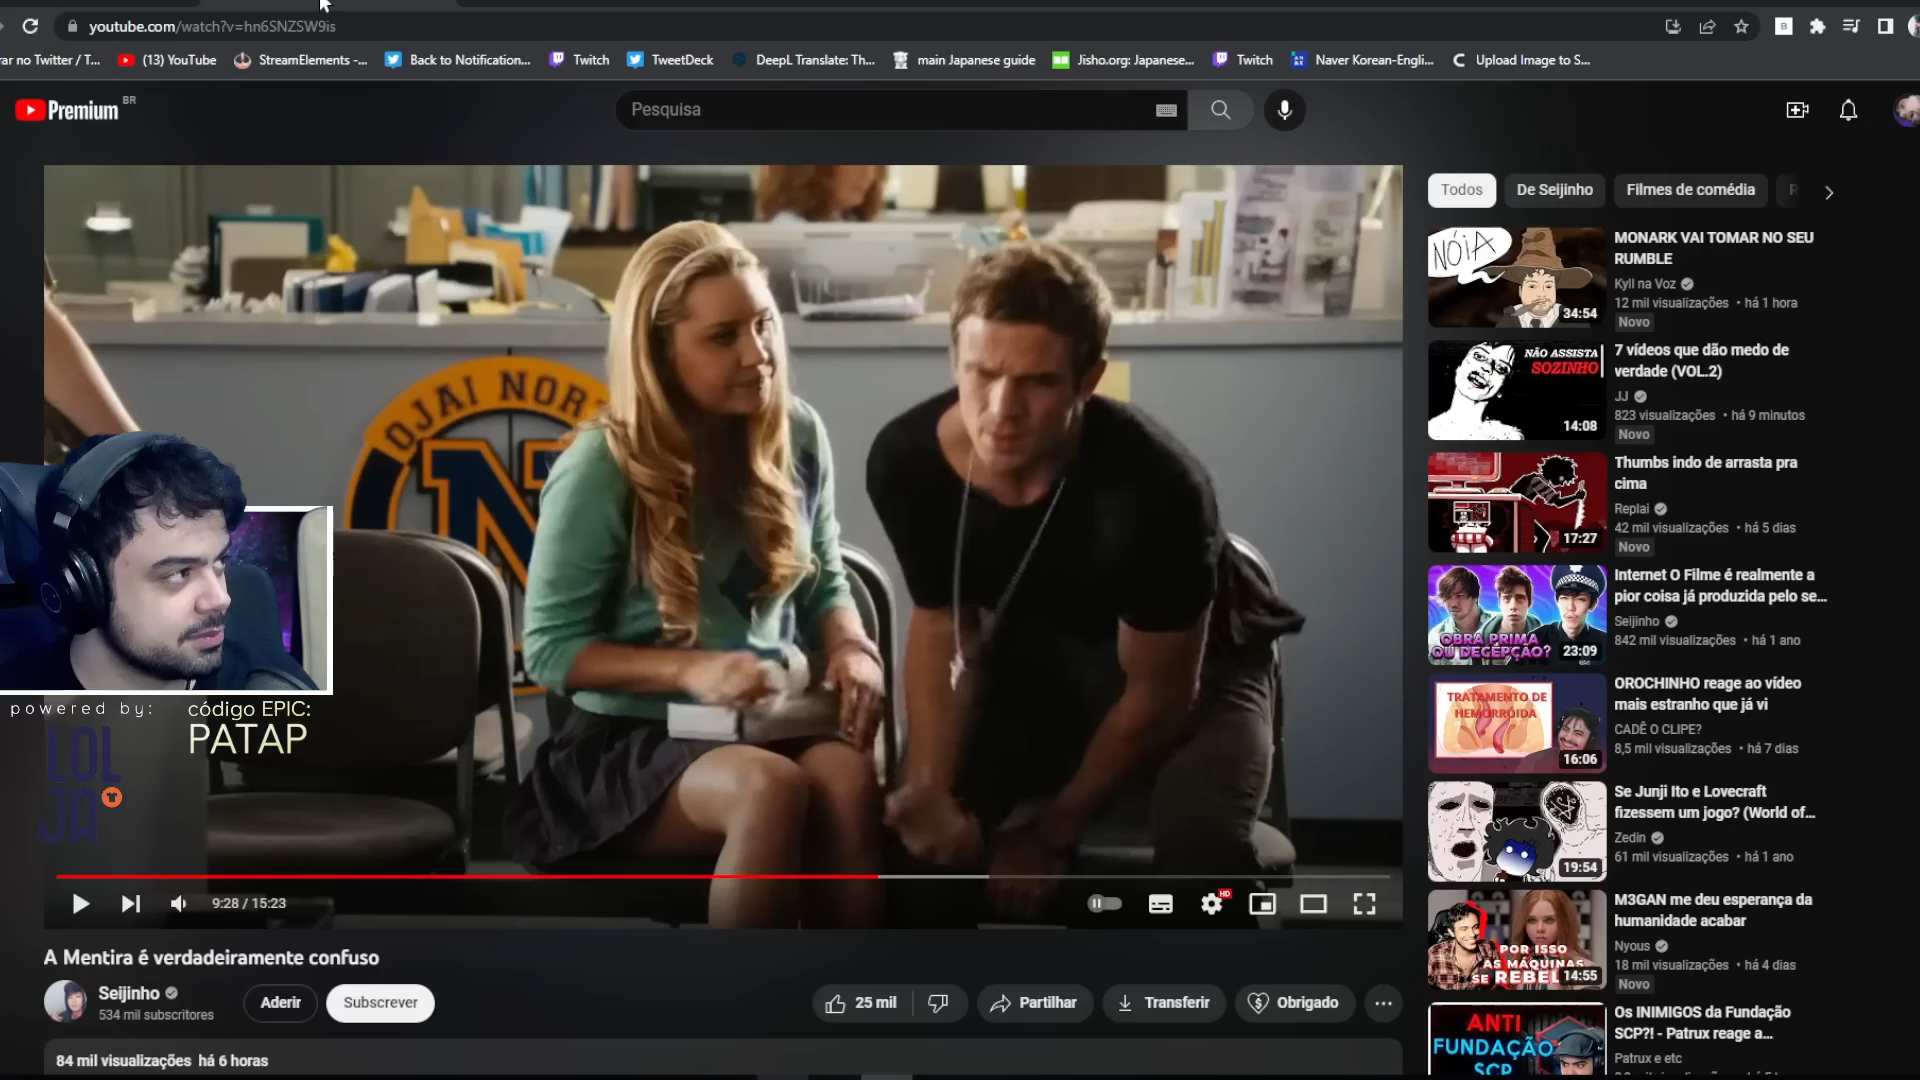 youtube.com/watch?v=hn6SNZSW9is
rar no Twitter / T...
(13) YouTube
StreamElements -...
Back to Notification...
Twitch
TweetDeck
DeepL Translate: Th...
main Japanese guide
Jisho.org: Japanese...
Twitch
Naver Korean-Engli...
Upload Image to S...
Premium BR
Pesquisa
Todos
De Seijinho
Filmes de comédia
R
OJAI NOR
N
powered by:
LOL
JA
código EPIC:
PATAP
9:28 / 15:23
HD
A Mentira é verdadeiramente confuso
Seijinho
534 mil subscritores
Aderir
Subscrever
25 mil
Partilhar
Transferir
Obrigado
84 mil visualizações há 6 horas
NÓIA
34:54
MONARK VAI TOMAR NO SEU
RUMBLE
Kyll na Voz
12 mil visualizações • há 1 hora
Novo
NÃO ASSISTA
SOZINHO
14:08
7 vídeos que dão medo de
verdade (VOL.2)
JJ
823 visualizações • há 9 minutos
Novo
17:27
Thumbs indo de arrasta pra
cima
Replai
42 mil visualizações • há 5 dias
Novo
OBRA PRIMA
OU DECEPÇÃO?
23:09
Internet O Filme é realmente a
pior coisa já produzida pelo se...
Seijinho
842 mil visualizações • há 1 ano
TRATAMENTO DE
HEMORRÓIDA
16:06
OROCHINHO reage ao vídeo
mais estranho que já vi
CADÊ O CLIPE?
8,5 mil visualizações • há 7 dias
19:54
Se Junji Ito e Lovecraft
fizessem um jogo? (World of...
Zedin
61 mil visualizações • há 1 ano
POR ISSO
AS MÁQUINAS
SE REBEL
14:55
M3GAN me deu esperança da
humanidade acabar
Nyous
18 mil visualizações • há 4 dias
Novo
ANTI
FUNDAÇÃO
SCP
Os INIMIGOS da Fundação
SCP?! - Patrux reage a...
Patrux e etc